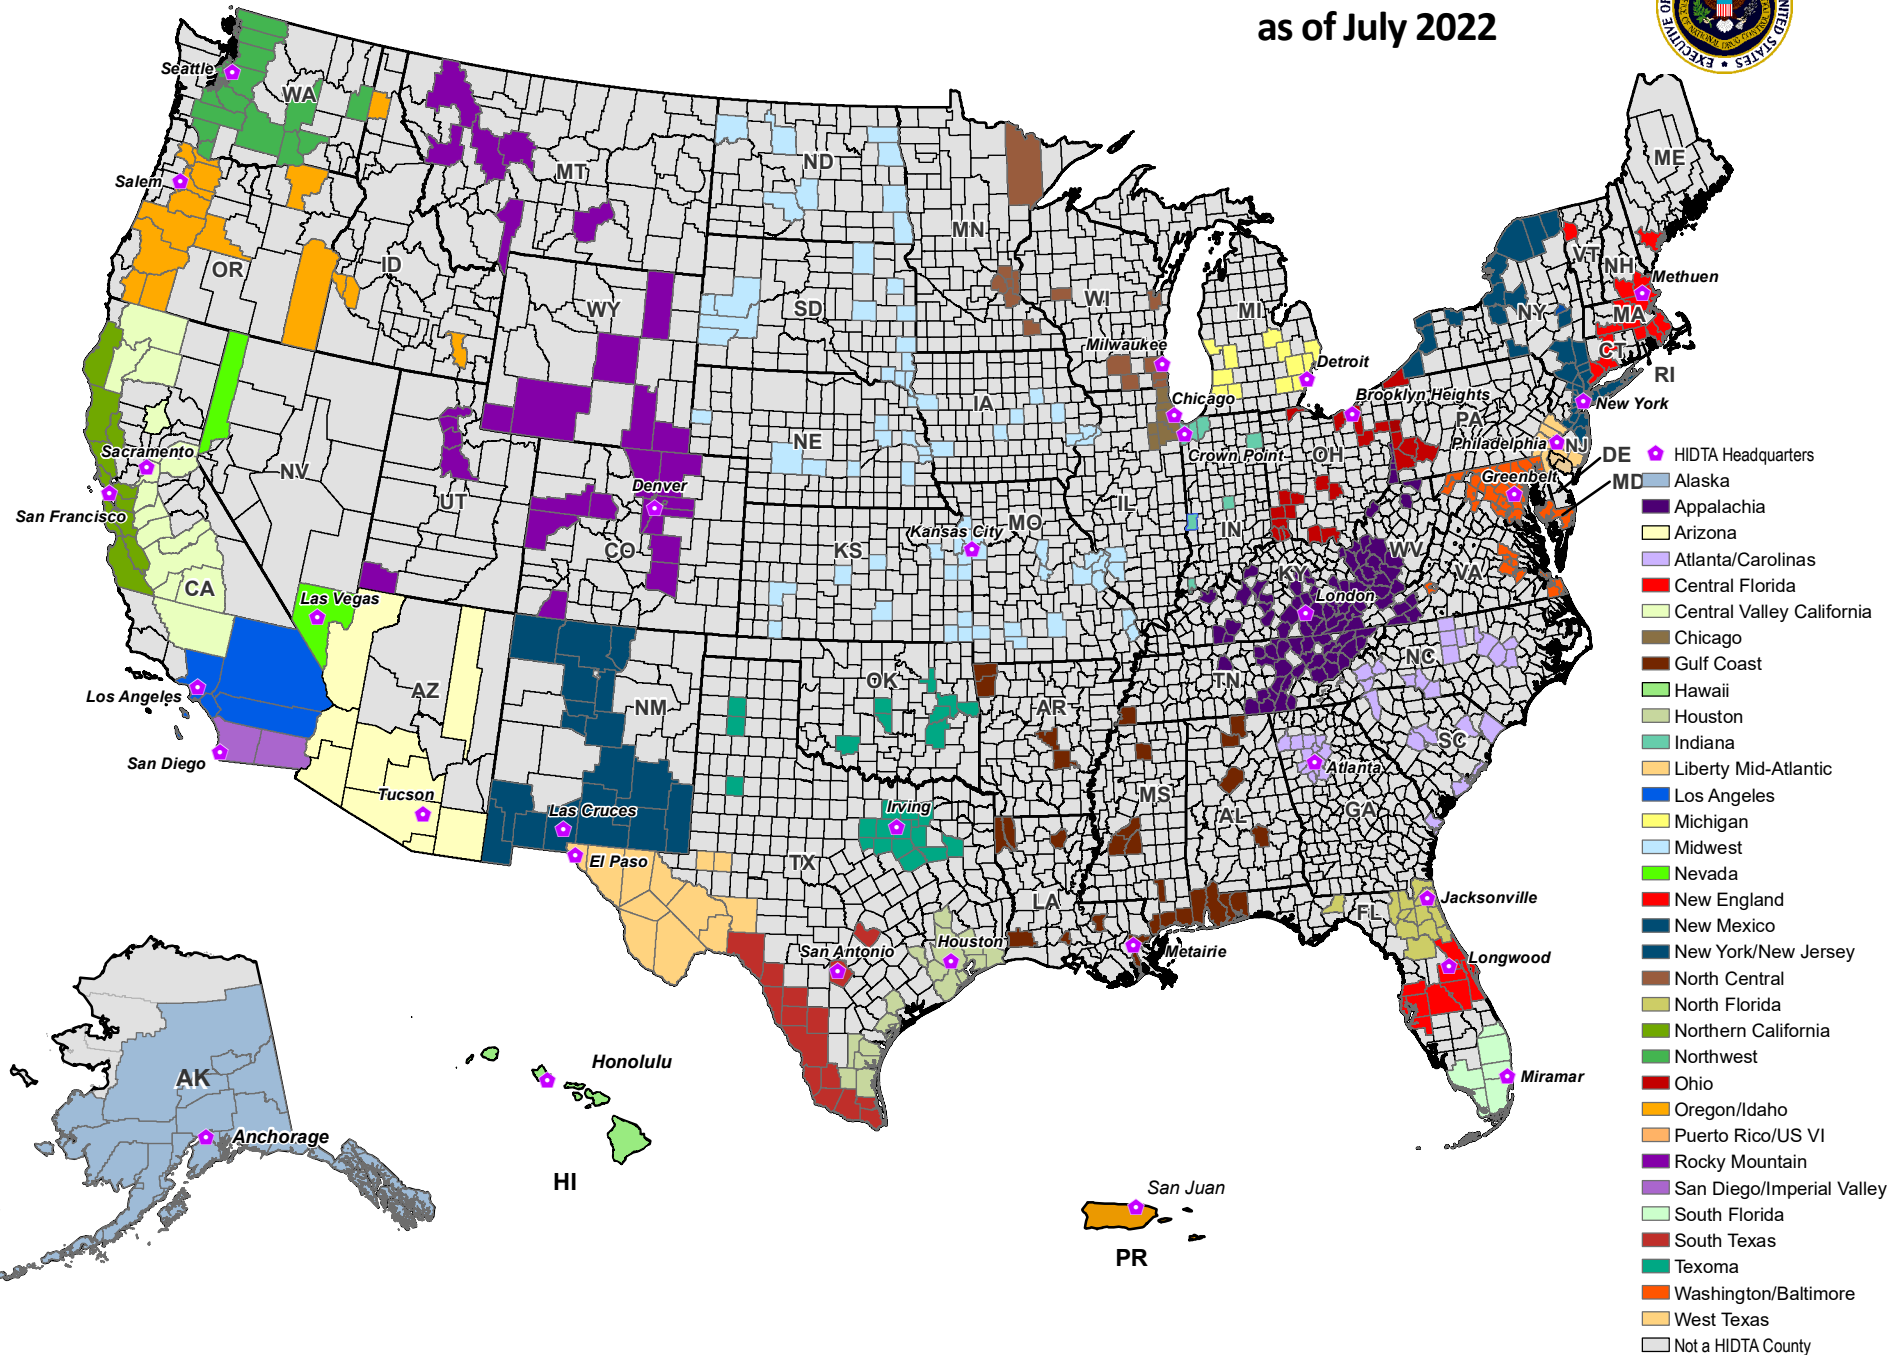 as of July 2022
EXECUTIVE
UNITED STATES
Seattle
WA
Salem
OR
ID
MT
ND
MN
WI
MI
ME
VT
NH
Methuen
NY
MA
CT
RI
WY
SD
Milwaukee
Detroit
Chicago
Brooklyn Heights
New York
IA
NE
PA
Philadelphia
NJ
Sacramento
NV
UT
Denver
CO
San Francisco
CA
Crown Point
OH
Greenbelt
DE
MD
IL
IN
MO
Kansas City
KS
WV
VA
KY
London
Las Vegas
Los Angeles
AZ
NM
OK
AR
TN
NC
SC
San Diego
Tucson
Las Cruces
El Paso
Irving
TX
MS
AL
Atlanta
GA
LA
FL
Jacksonville
San Antonio
Houston
Metairie
Longwood
Miramar
AK
Anchorage
Honolulu
HI
San Juan
PR
HIDTA Headquarters
Alaska
Appalachia
Arizona
Atlanta/Carolinas
Central Florida
Central Valley California
Chicago
Gulf Coast
Hawaii
Houston
Indiana
Liberty Mid-Atlantic
Los Angeles
Michigan
Midwest
Nevada
New England
New Mexico
New York/New Jersey
North Central
North Florida
Northern California
Northwest
Ohio
Oregon/Idaho
Puerto Rico/US VI
Rocky Mountain
San Diego/Imperial Valley
South Florida
South Texas
Texoma
Washington/Baltimore
West Texas
Not a HIDTA County